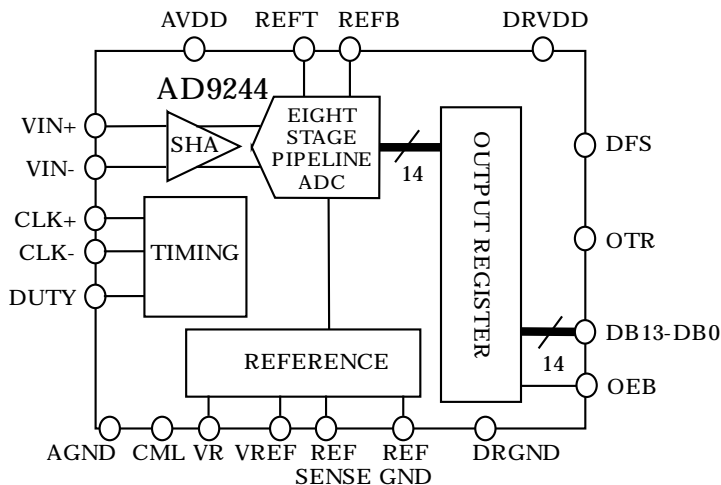 AVDD
REFT
REFB
DRVDD
AD9244
VIN+
VIN-
SHA
EIGHT
STAGE
PIPELINE
ADC
14
OUTPUT REGISTER
DFS
CLK+
CLK-
DUTY
TIMING
OTR
REFERENCE
DB13-DB0
14
OEB
AGND
CML
VR
VREF
REF
SENSE
REF
GND
DRGND